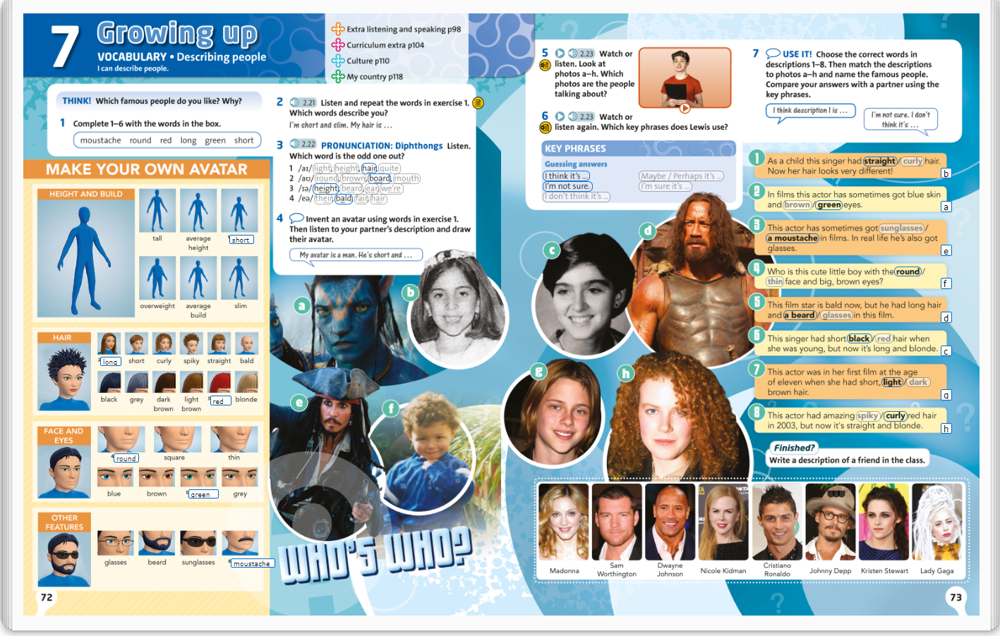 7
Growing up
VOCABULARY • Describing people
I can describe people.
Extra listening and speaking p98
Curriculum extra p104
Culture p110
My country p118
THINK! Which famous people do you like? Why?
1 Complete 1–6 with the words in the box.
moustache round red long green short
MAKE YOUR OWN AVATAR
HEIGHT AND BUILD
tall
average
height
short
overweight
average
build
slim
HAIR
long
short
curly
spiky
straight
bald
black
grey
dark
brown
light
brown
red
blonde
FACE AND
EYES
round
square
thin
blue
brown
green
grey
OTHER
FEATURES
glasses
beard
sunglasses
moustache
72
2 2.21 Listen and repeat the words in exercise 1.
Which words describe you?
I'm short and slim. My hair is ...
3 2.22 PRONUNCIATION: Diphthongs Listen.
Which word is the odd one out?
1 /aɪ/ light, height, hair, quite
2 /aʊ/ round, brown, board, mouth
3 /ɪə/ height, beard, ear, we're
4 /eə/ their, bald, fair, hair
4 Invent an avatar using words in exercise 1.
Then listen to your partner's description and draw
their avatar.
My avatar is a man. He's short and ...
a
b
c
d
e
f
g
h
WHO'S WHO?
5 2.23 Watch or
listen. Look at
photos a–h. Which
photos are the people
talking about?
6 2.23 Watch or
listen again. Which key phrases does Lewis use?
KEY PHRASES
Guessing answers
I think it's ...
I'm not sure.
I don't think it's ...
Maybe / Perhaps it's ...
I'm sure it's ...
7 USE IT! Choose the correct words in
descriptions 1–8. Then match the descriptions
to photos a–h and name the famous people.
Compare your answers with a partner using the
key phrases.
I think description 1 is ...
I'm not sure. I don't
think it's ...
1 As a child this singer had straight / curly hair.
Now her hair looks very different!
b
2 In films this actor has sometimes got blue skin
and brown / green eyes.
a
3 This actor has sometimes got sunglasses /
a moustache in films. In real life he's also got
glasses.
e
4 Who is this cute little boy with the round /
thin face and big, brown eyes?
f
5 This film star is bald now, but he had long hair
and a beard / glasses in this film.
d
6 This singer had short black / red hair when
she was young, but now it's long and blonde.
c
7 This actor was in her first film at the age
of eleven when she had short, light / dark
brown hair.
g
8 This actor had amazing spiky / curly red hair
in 2003, but now it's straight and blonde.
h
Finished?
Write a description of a friend in the class.
Madonna
Sam
Worthington
Dwayne
Johnson
Nicole Kidman
Cristiano
Ronaldo
Johnny Depp
Kristen Stewart
Lady Gaga
73